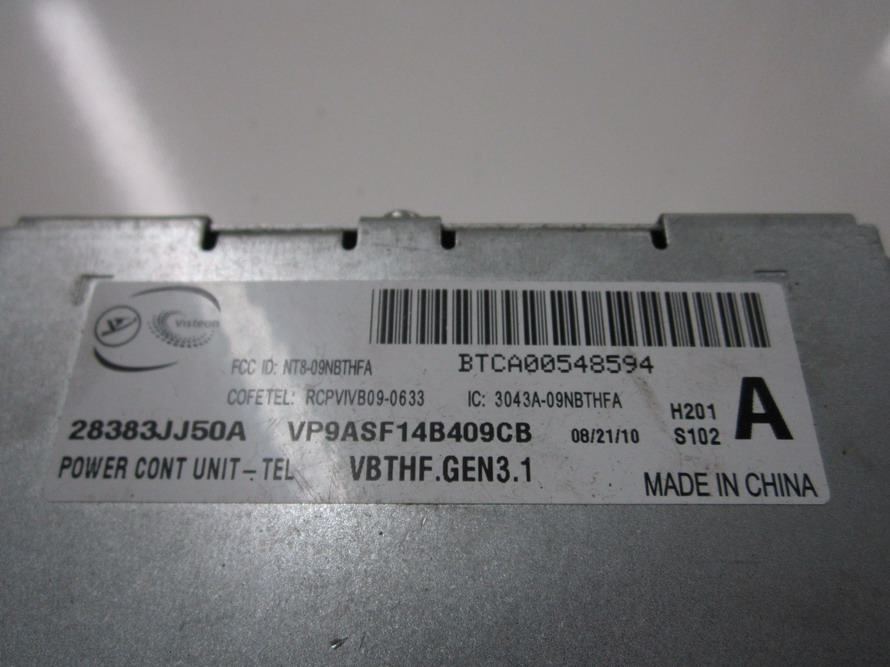 Visteon
BTCA00548594
FCC ID: NT8-09NBTHFA
COFETEL: RCPVIVB09-0633 IC: 3043A-09NBTHFA
28383JJ50A VP9ASF14B409CB 08/21/10 H201 S102 A
POWER CONT UNIT-TEL VBTHF.GEN3.1
MADE IN CHINA